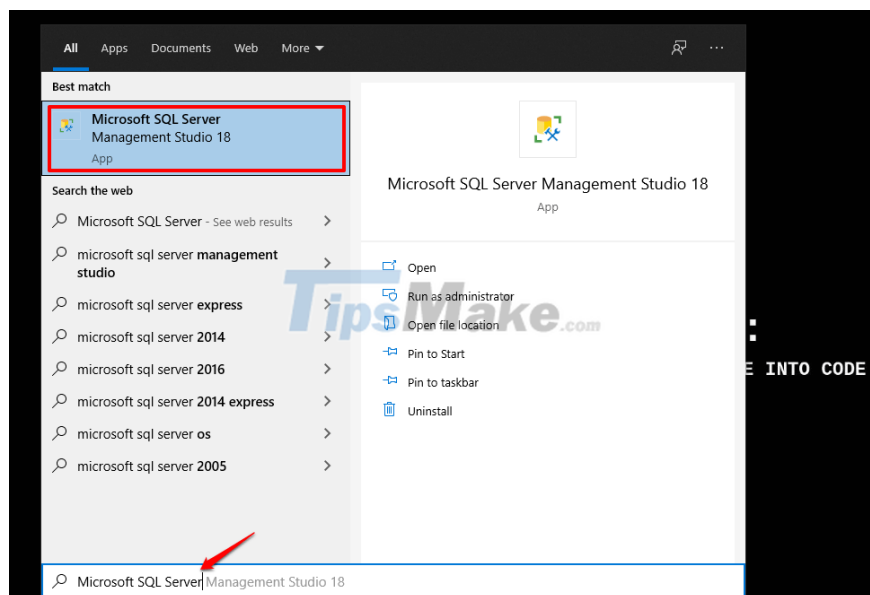 All Apps Documents Web More
Best match
Microsoft SQL Server
Management Studio 18
App
Search the web
Microsoft SQL Server - See web results
microsoft sql server management
studio
microsoft sql server express
microsoft sql server 2014
microsoft sql server 2016
microsoft sql server 2014 express
microsoft sql server os
microsoft sql server 2005
Microsoft SQL Server Management Studio 18
App
Open
Run as administrator
Open file location
Pin to Start
Pin to taskbar
Uninstall
TipsMake.com
:
E INTO CODE
Microsoft SQL Server Management Studio 18